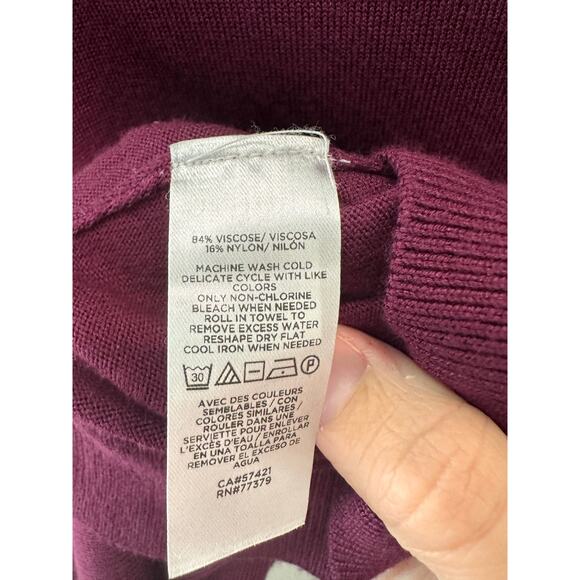 84% VISCOSE/ VISCOSA
16% NYLON/ NILÓN
MACHINE WASH COLD
DELICATE CYCLE WITH LIKE
COLORS
ONLY NON-CHLORINE
BLEACH WHEN NEEDED
ROLL IN TOWEL TO
REMOVE EXCESS WATER
RESHAPE DRY FLAT
COOL IRON WHEN NEEDED
30 P
AVEC DES COULEURS
SEMBLABLES / CON
COLORES SIMILARES /
ROULER DANS UNE
SERVIETTE POUR ENLEVER
L'EXCÈS D'EAU / ENROLLAR
EN UNA TOALLA PARA
REMOVER EL EXCESO DE
AGUA
CA#57421
RN#77379